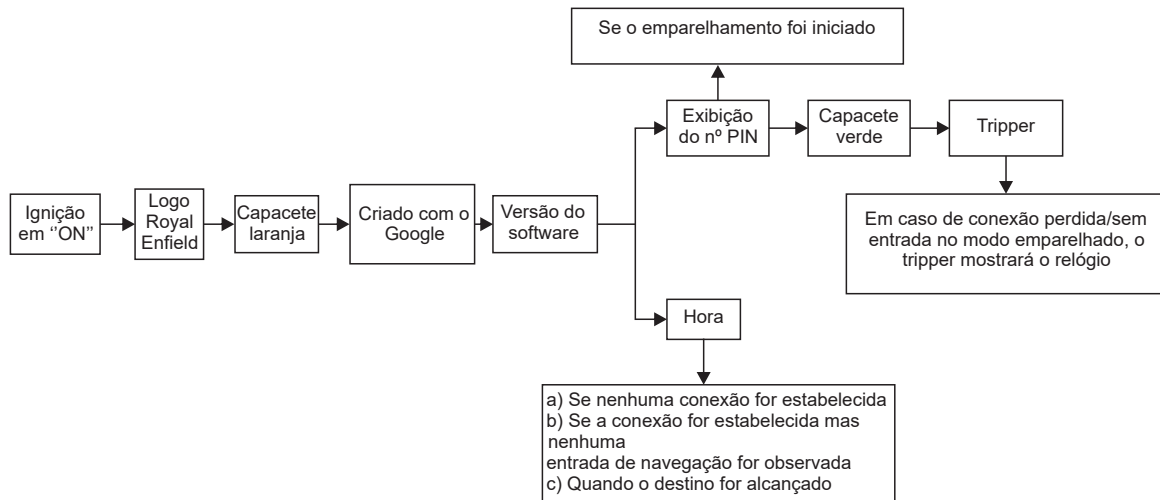 Se o emparelhamento foi iniciado
Exibição
do nº PIN
Capacete
verde
Tripper
Ignição
em ‘’ON’’
Logo
Royal
Enfield
Capacete
laranja
Criado com o
Google
Versão do
software
Em caso de conexão perdida/sem
entrada no modo emparelhado, o
tripper mostrará o relógio
Hora
a) Se nenhuma conexão for estabelecida
b) Se a conexão for estabelecida mas
nenhuma
entrada de navegação for observada
c) Quando o destino for alcançado